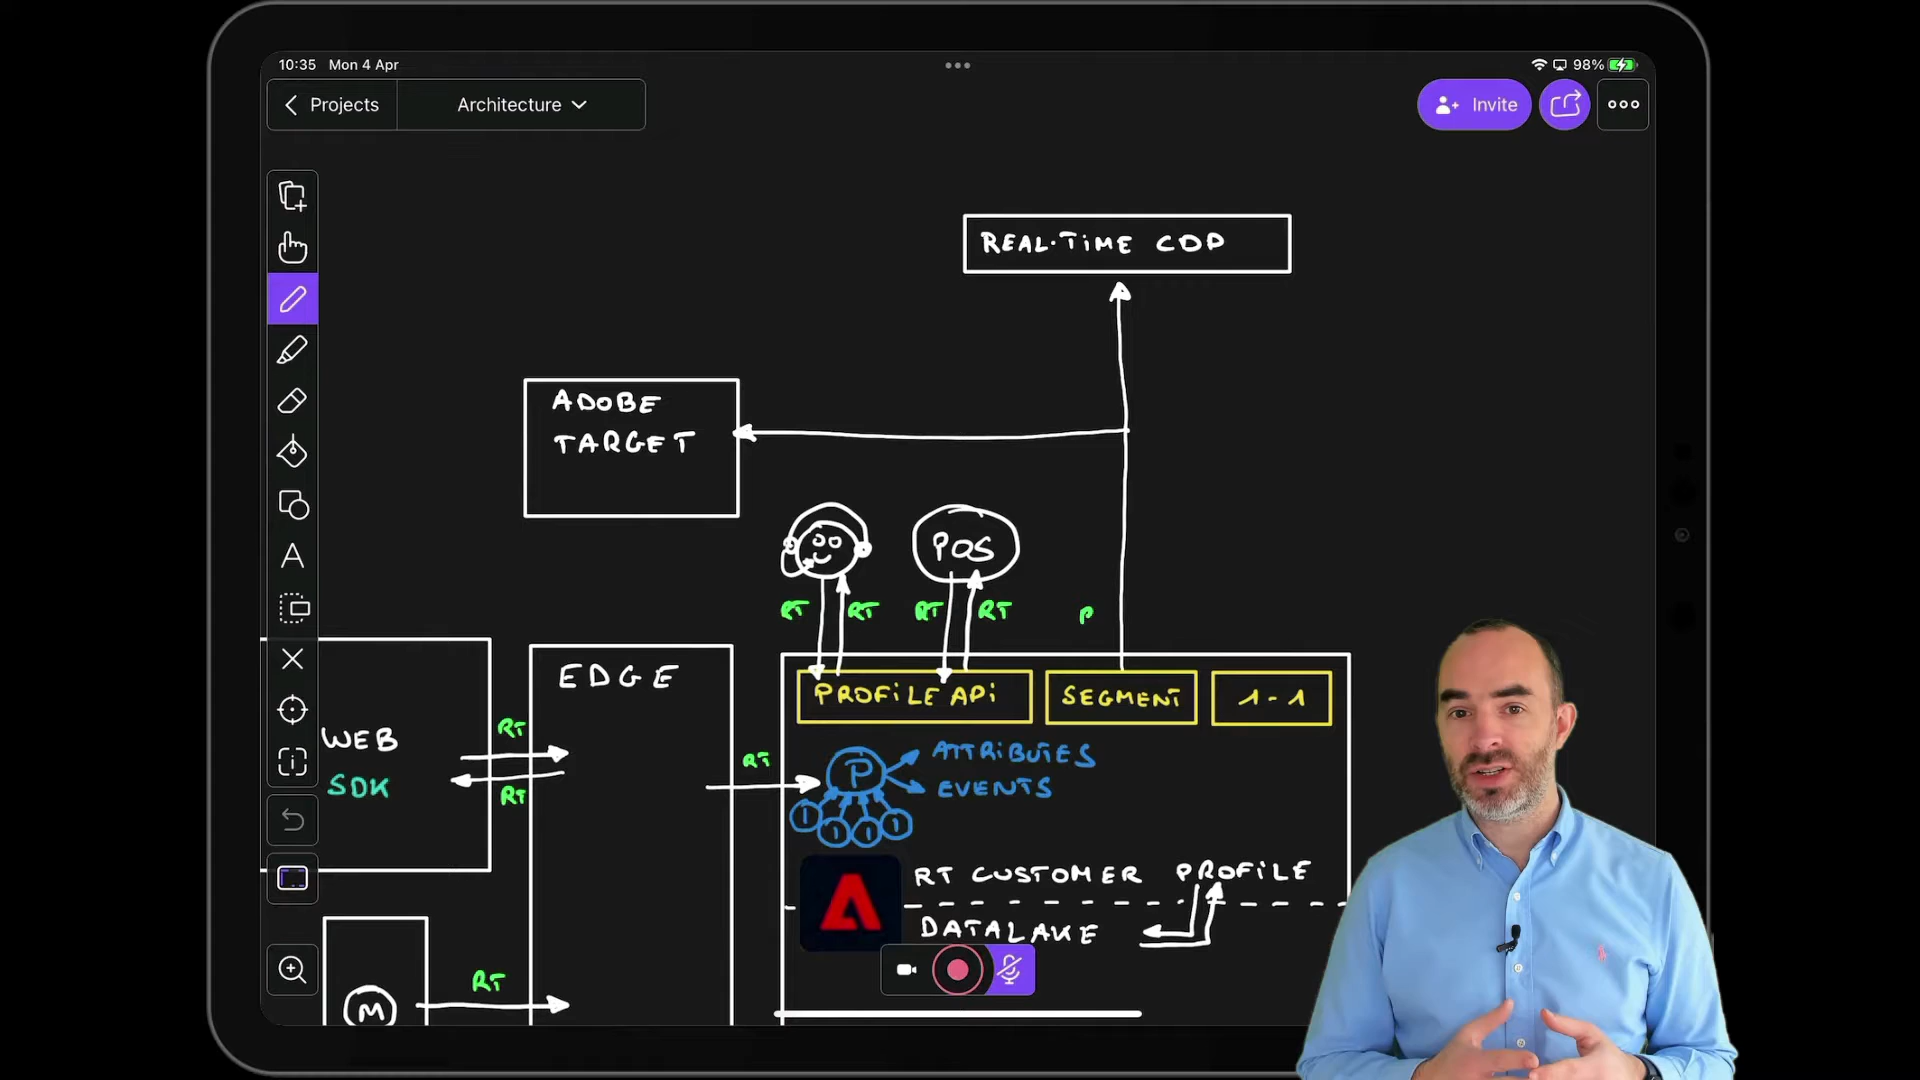 10:35 Mon 4 Apr
98%
Projects
Architecture
Invite
REAL-TIME CDP
ADOBE
TARGET
POS
RT RT RT RT P
EDGE
PROFILE API
SEGMENT
1-1
WEB
SDK
RT
RT
RT
P
ATTRIBUTES
EVENTS
I I I I
RT CUSTOMER PROFILE
DATALAKE
RT
M
A